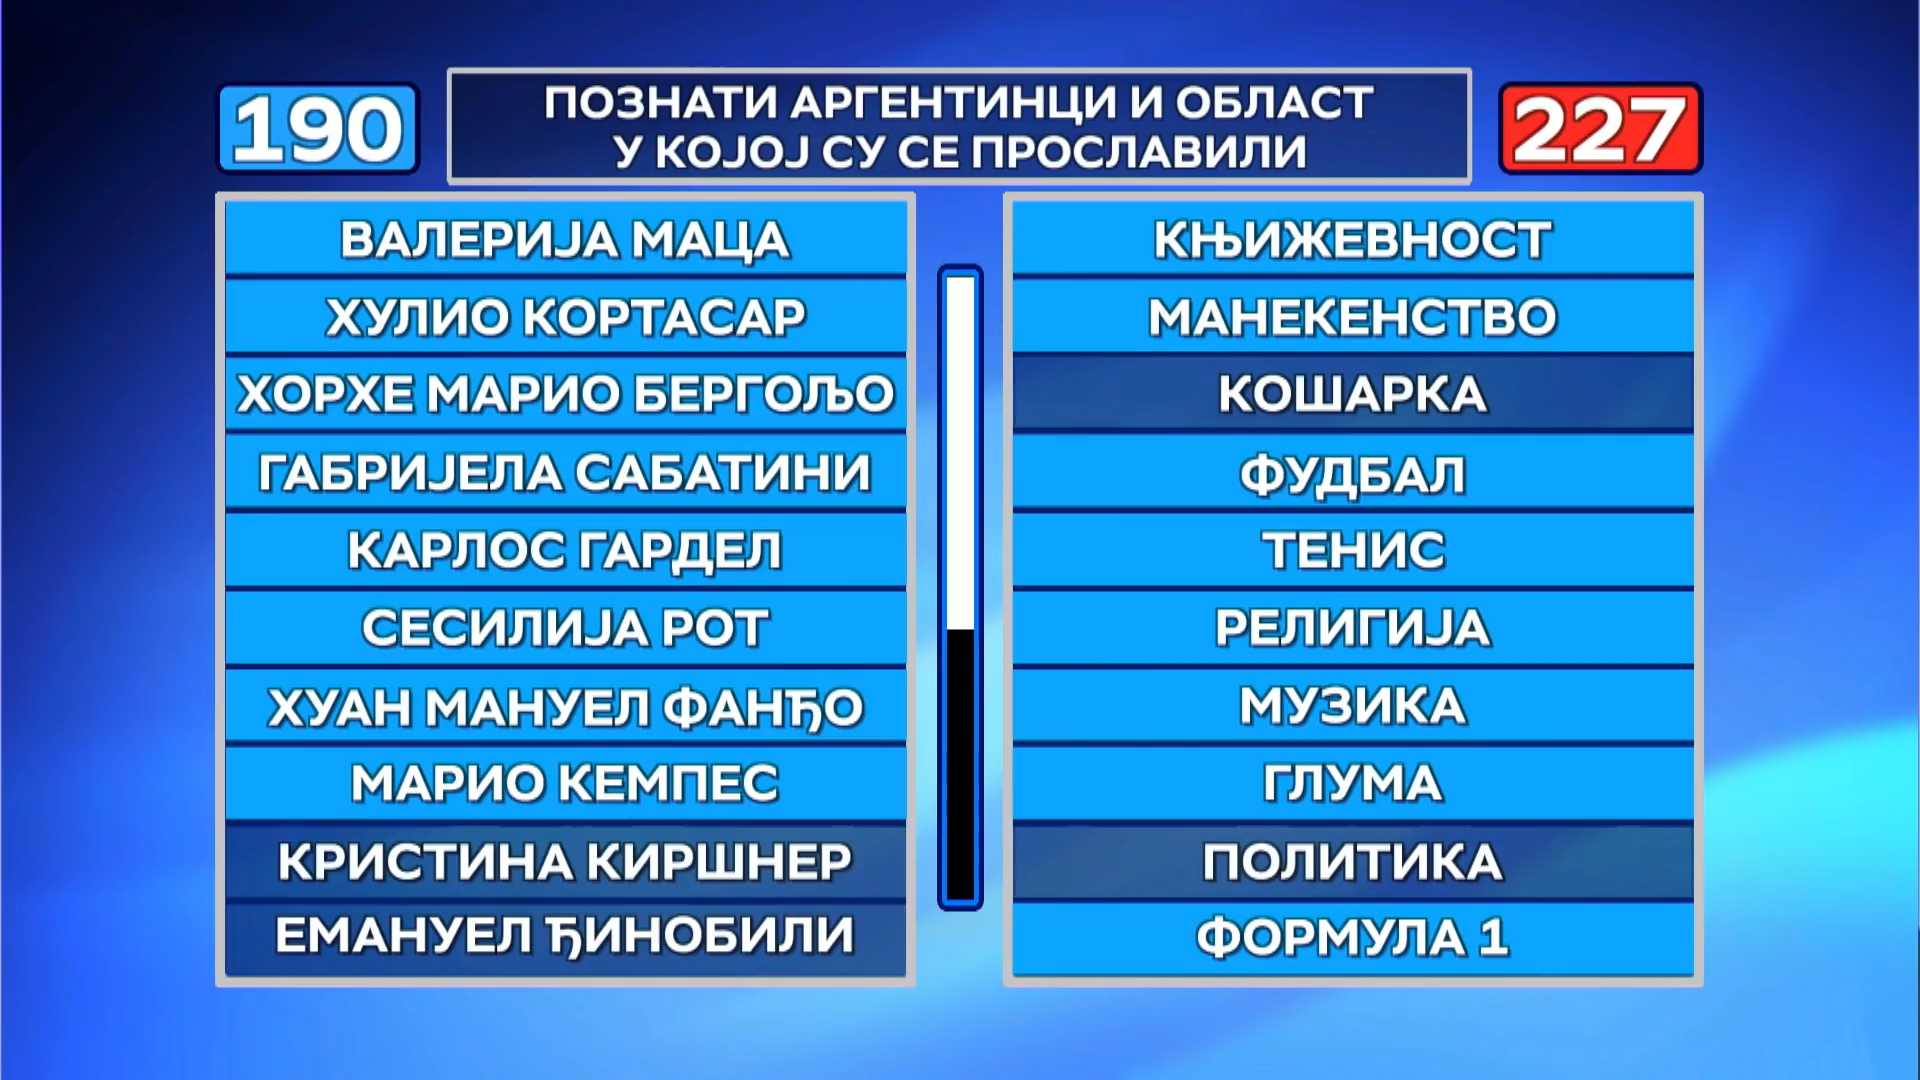 190
ПОЗНАТИ АРГЕНТИНЦИ И ОБЛАСТ
У КОЈОЈ СУ СЕ ПРОСЛАВИЛИ
227
ВАЛЕРИЈА МАЦА
КЊИЖЕВНОСТ
ХУЛИО КОРТАСАР
МАНЕКЕНСТВО
ХОРХЕ МАРИО БЕРГОЉО
КОШАРКА
ГАБРИЈЕЛА САБАТИНИ
ФУДБАЛ
КАРЛОС ГАРДЕЛ
ТЕНИС
СЕСИЛИЈА РОТ
РЕЛИГИЈА
ХУАН МАНУЕЛ ФАНЂО
МУЗИКА
МАРИО КЕМПЕС
ГЛУМА
КРИСТИНА КИРШНЕР
ПОЛИТИКА
ЕМАНУЕЛ ЂИНОБИЛИ
ФОРМУЛА 1